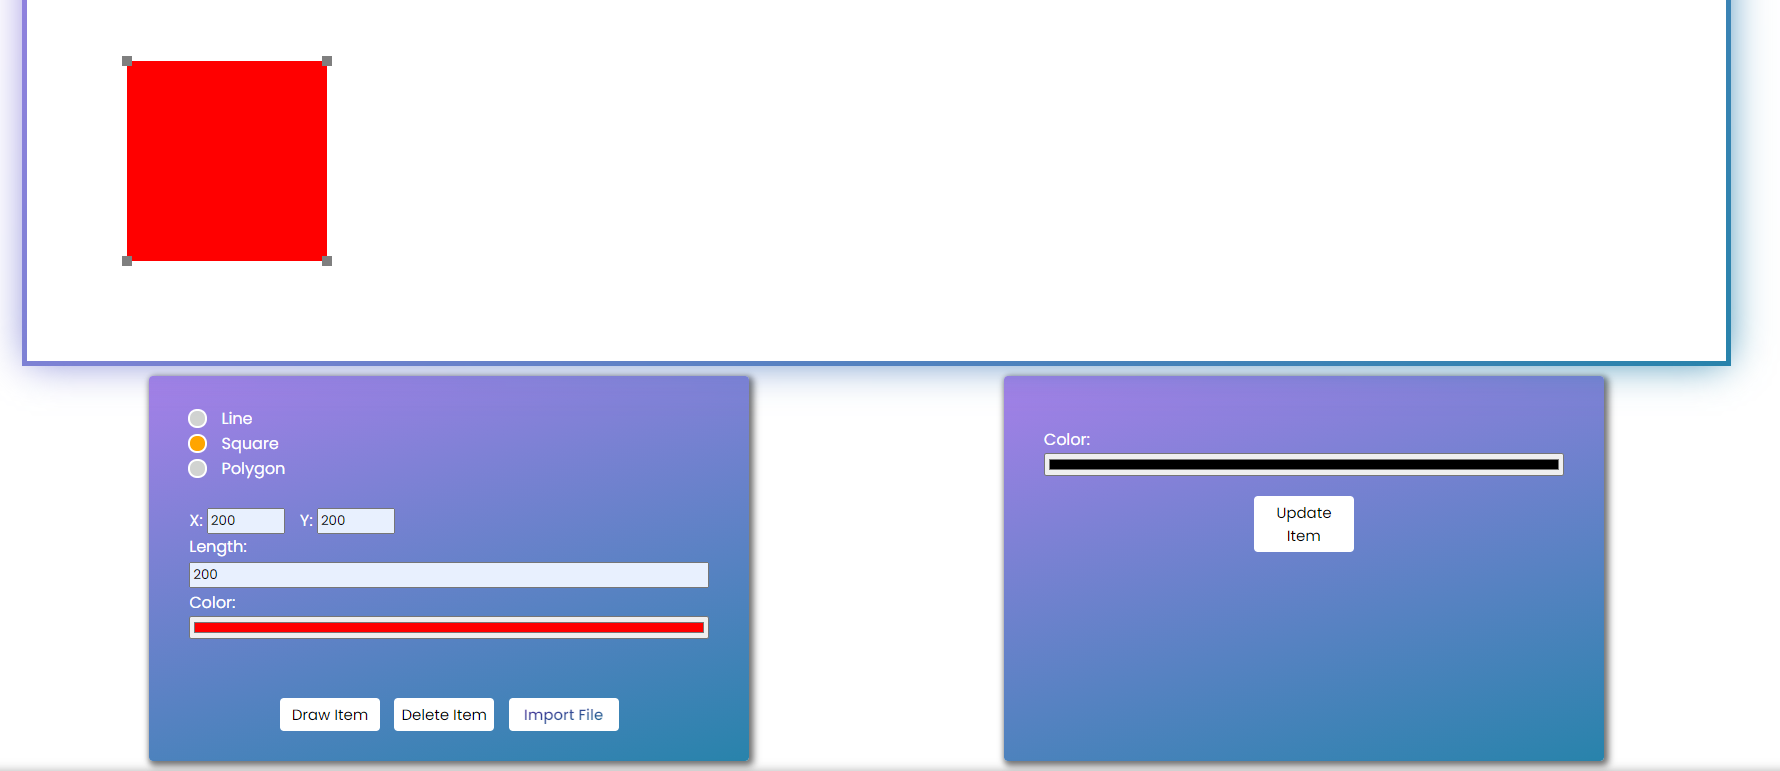 Line
Square
Polygon
X: 200 Y: 200
Length:
200
Color:
Draw Item Delete Item Import File
Color:
Update
Item